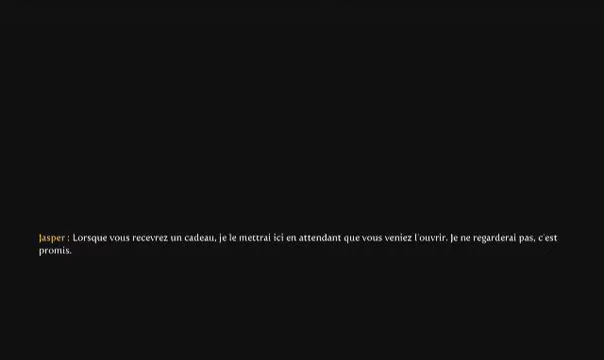 Jasper : Lorsque vous recevrez un cadeau, je le mettrai ici en attendant que vous veniez l'ouvrir. Je ne regarderai pas, c'est
promis.